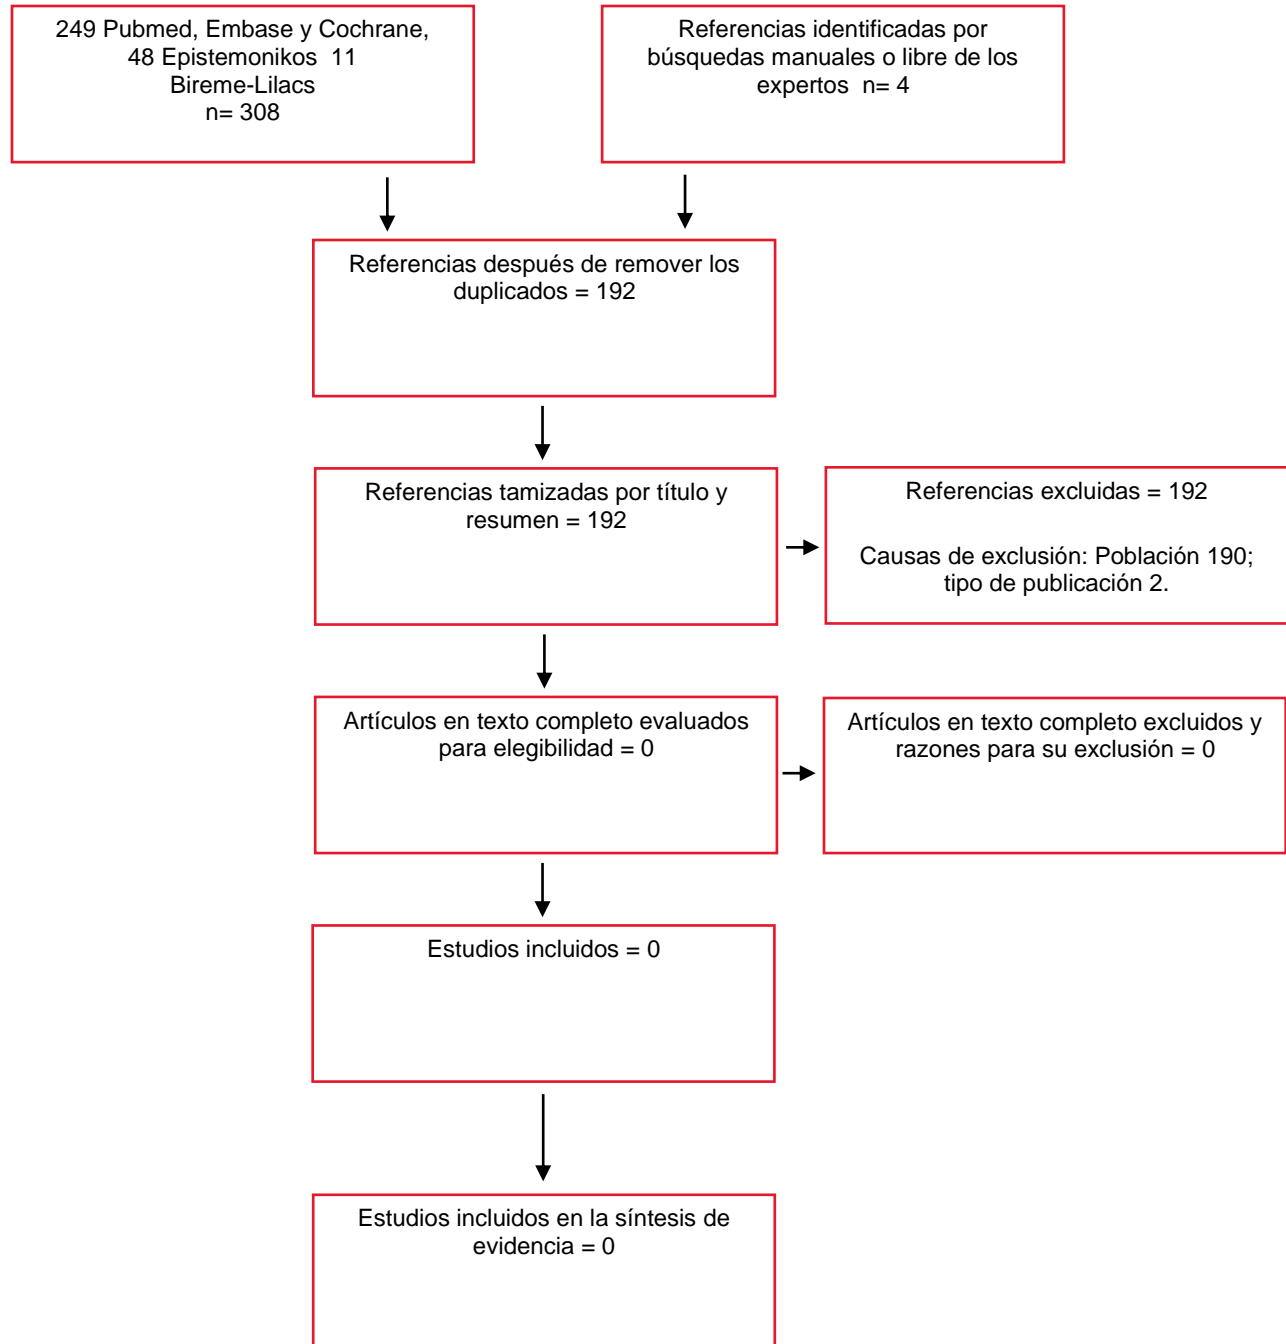 249 Pubmed, Embase y Cochrane,
48 Epistemonikos  11
Bireme-Lilacs
n= 308
Referencias identificadas por
búsquedas manuales o libre de los
expertos  n= 4
Referencias después de remover los
duplicados = 192
Referencias tamizadas por título y
resumen = 192
Referencias excluidas = 192
Causas de exclusión: Población 190;
tipo de publicación 2.
Artículos en texto completo evaluados
para elegibilidad = 0
Artículos en texto completo excluidos y
razones para su exclusión = 0
Estudios incluidos = 0
Estudios incluidos en la síntesis de
evidencia = 0